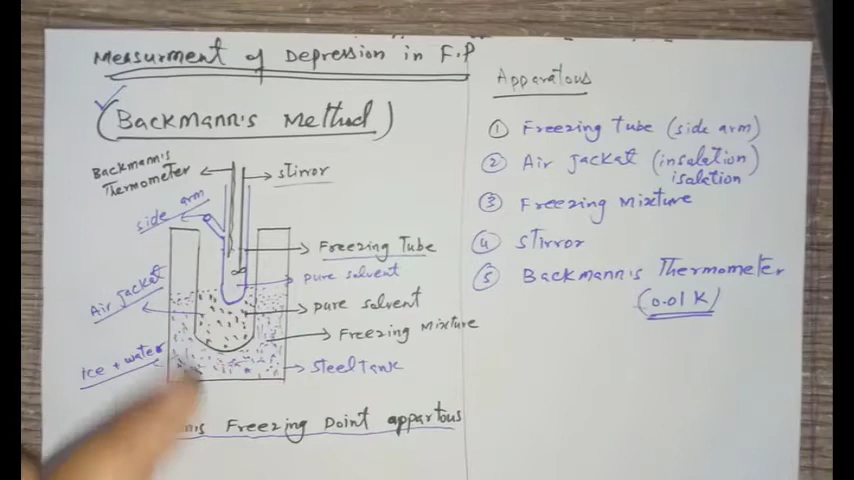 Measurment of Depression in F.P
(Backmann's Method)
Backmann's
Thermometer
stirror
side arm
Freezing Tube
pure solvent
Air jacket
pure solvent
Freezing Mixture
Ice + water
Steel Tank
Freezing Point appartous
Apparatous
① Freezing Tube (side arm)
② Air jacket (insalation)
isalation
③ Freezing Mixture
④ stirror
⑤ Backmann's Thermometer
(0.01 K)